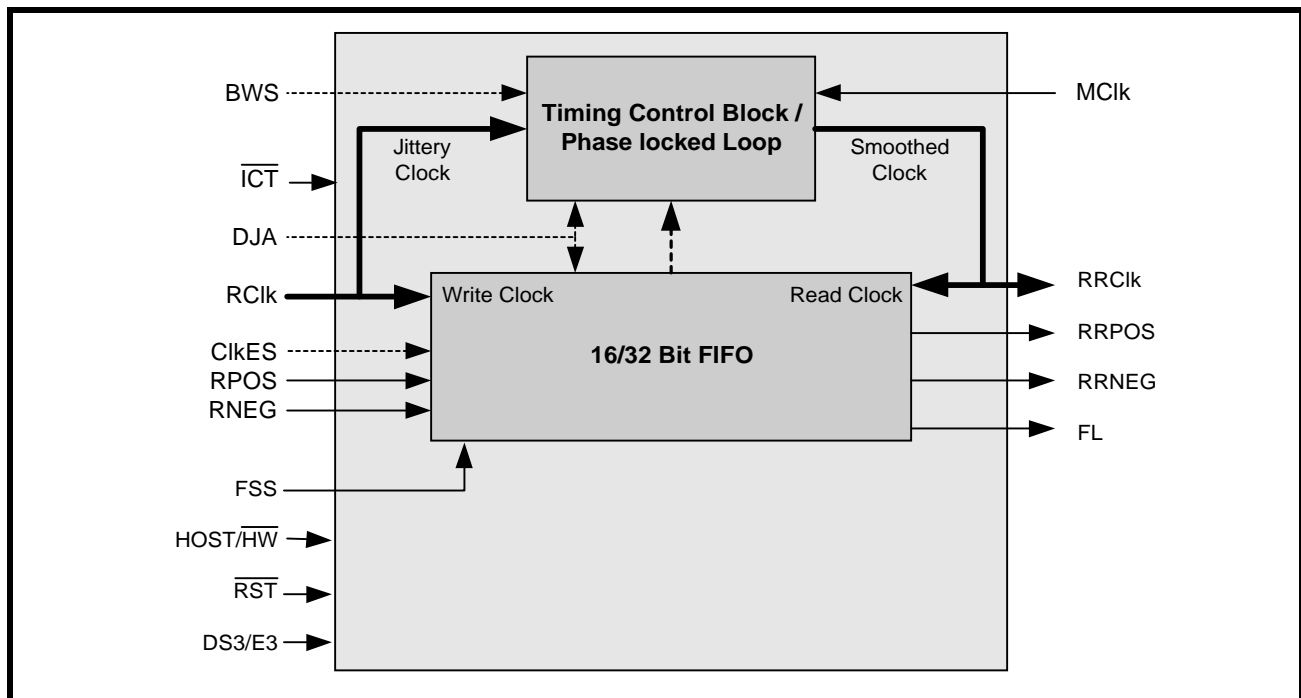 BWS
Timing Control Block /
Phase locked Loop
MClk
Jittery
Clock
Smoothed
Clock
ICT
DJA
RClk
Write Clock
Read Clock
RRClk
ClkES
16/32 Bit FIFO
RRPOS
RPOS
RRNEG
RNEG
FL
FSS
HOST/HW
RST
DS3/E3